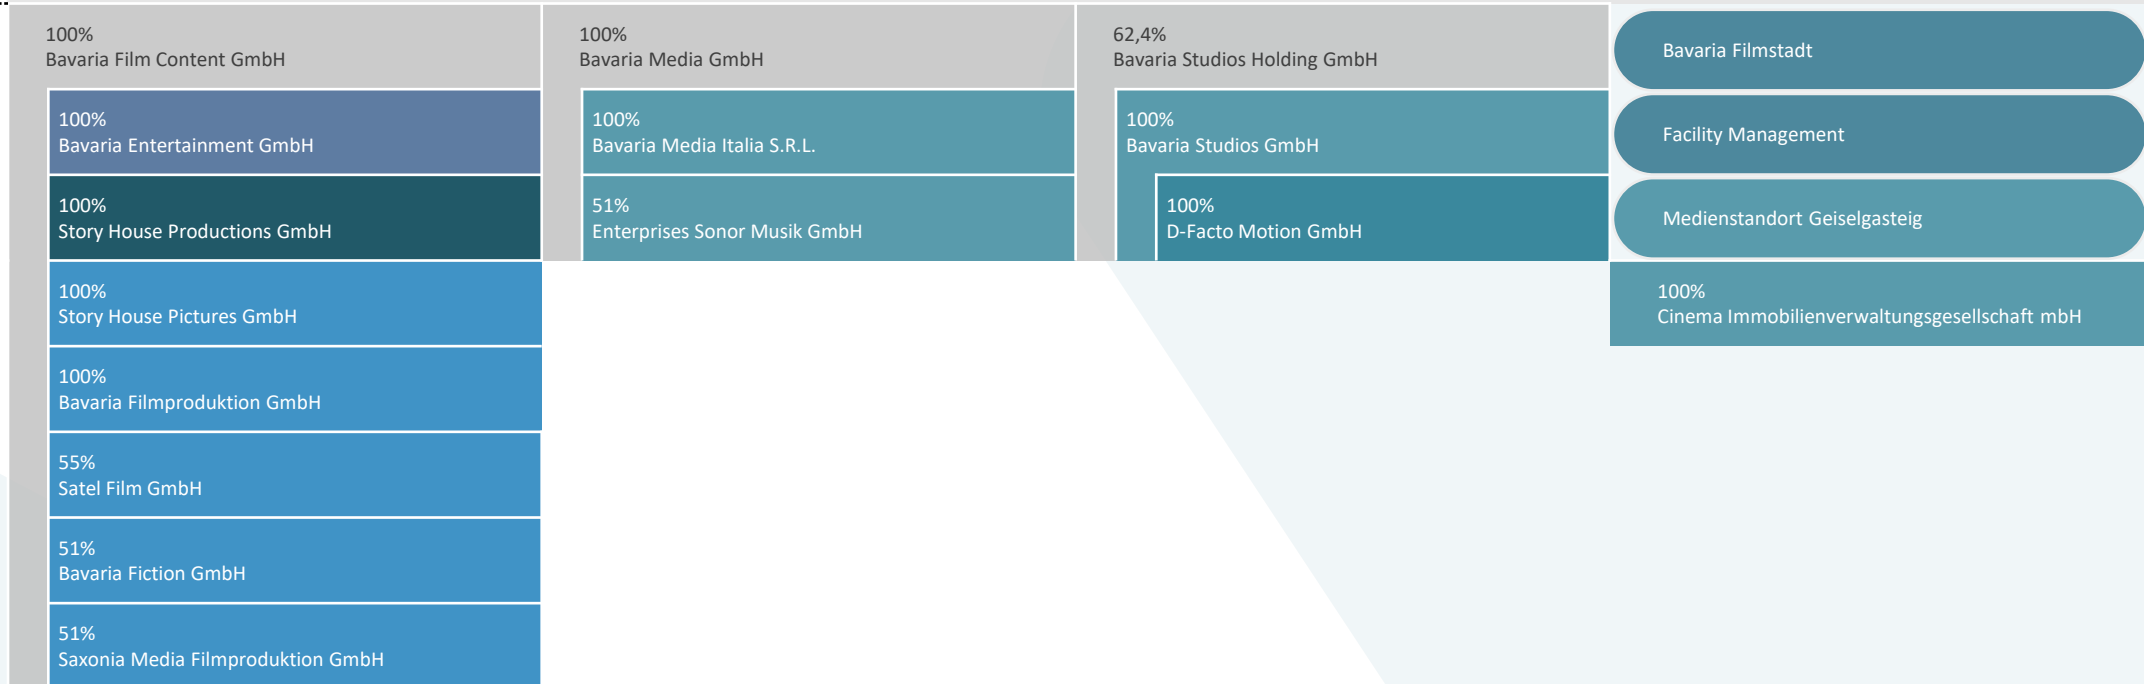 100%
Bavaria Film Content GmbH
100%
Bavaria Entertainment GmbH
100%
Story House Productions GmbH
100%
Story House Pictures GmbH
100%
Bavaria Filmproduktion GmbH
55%
Satel Film GmbH
51%
Bavaria Fiction GmbH
51%
Saxonia Media Filmproduktion GmbH
100%
Bavaria Media GmbH
100%
Bavaria Media Italia S.R.L.
51%
Enterprises Sonor Musik GmbH
62,4%
Bavaria Studios Holding GmbH
100%
Bavaria Studios GmbH
100%
D-Facto Motion GmbH
Bavaria Filmstadt
Facility Management
Medienstandort Geiselgasteig
100%
Cinema Immobilienverwaltungsgesellschaft mbH